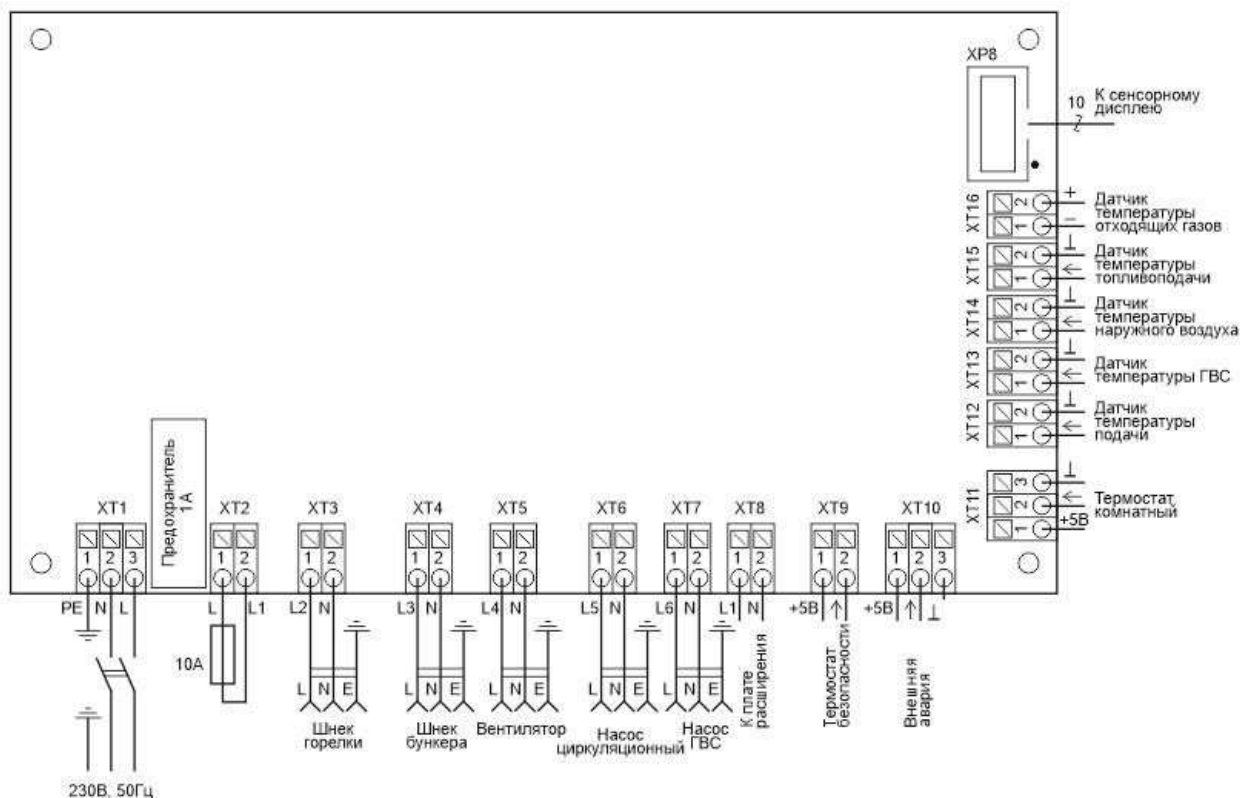 XP8
10
К сенсорному
дисплею
XT16
2
1
+
–
Датчик
температуры
отходящих газов
XT15
2
1
⊥
←
Датчик
температуры
топливоподачи
XT14
2
1
⊥
←
Датчик
температуры
наружного воздуха
XT13
2
1
⊥
←
Датчик
температуры ГВС
XT12
2
1
⊥
←
Датчик
температуры
подачи
XT11
3
2
1
⊥
←
+5В
Термостат
комнатный
Предохранитель
1А
XT1 XT2 XT3 XT4 XT5 XT6 XT7 XT8 XT9 XT10
1 2 3 1 2 1 2 1 2 1 2 1 2 1 2 1 2 1 2 1 2 3
PE N L L L1 L2 N L3 N L4 N L5 N L6 N L1 N +5В ↑ +5В ↑ ⊥
10А
L N E L N E L N E L N E L N E
Шнек
горелки
Шнек
бункера
Вентилятор
Насос
циркуляционный
Насос
ГВС
К плате
расширения
Термостат
безопасности
Внешняя
авария
230В, 50Гц